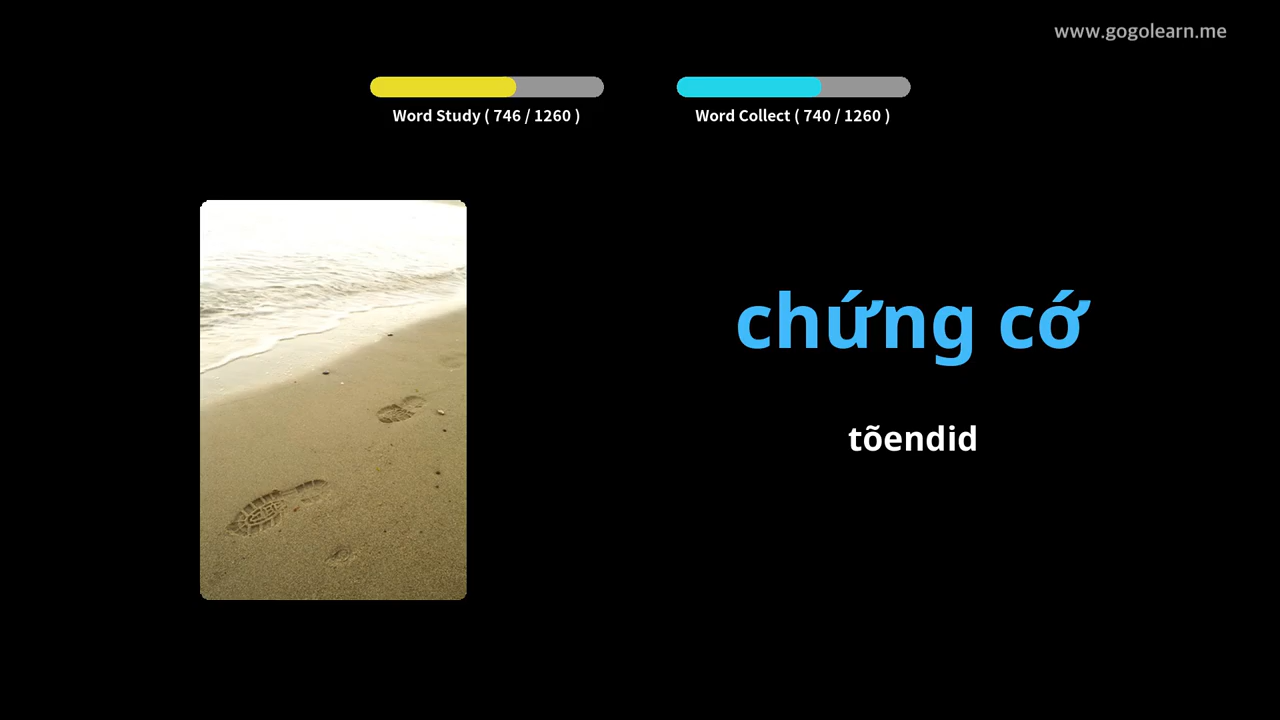 www.gogolearn.me
Word Study ( 746 / 1260 )
Word Collect ( 740 / 1260 )
chứng cớ
tõendid